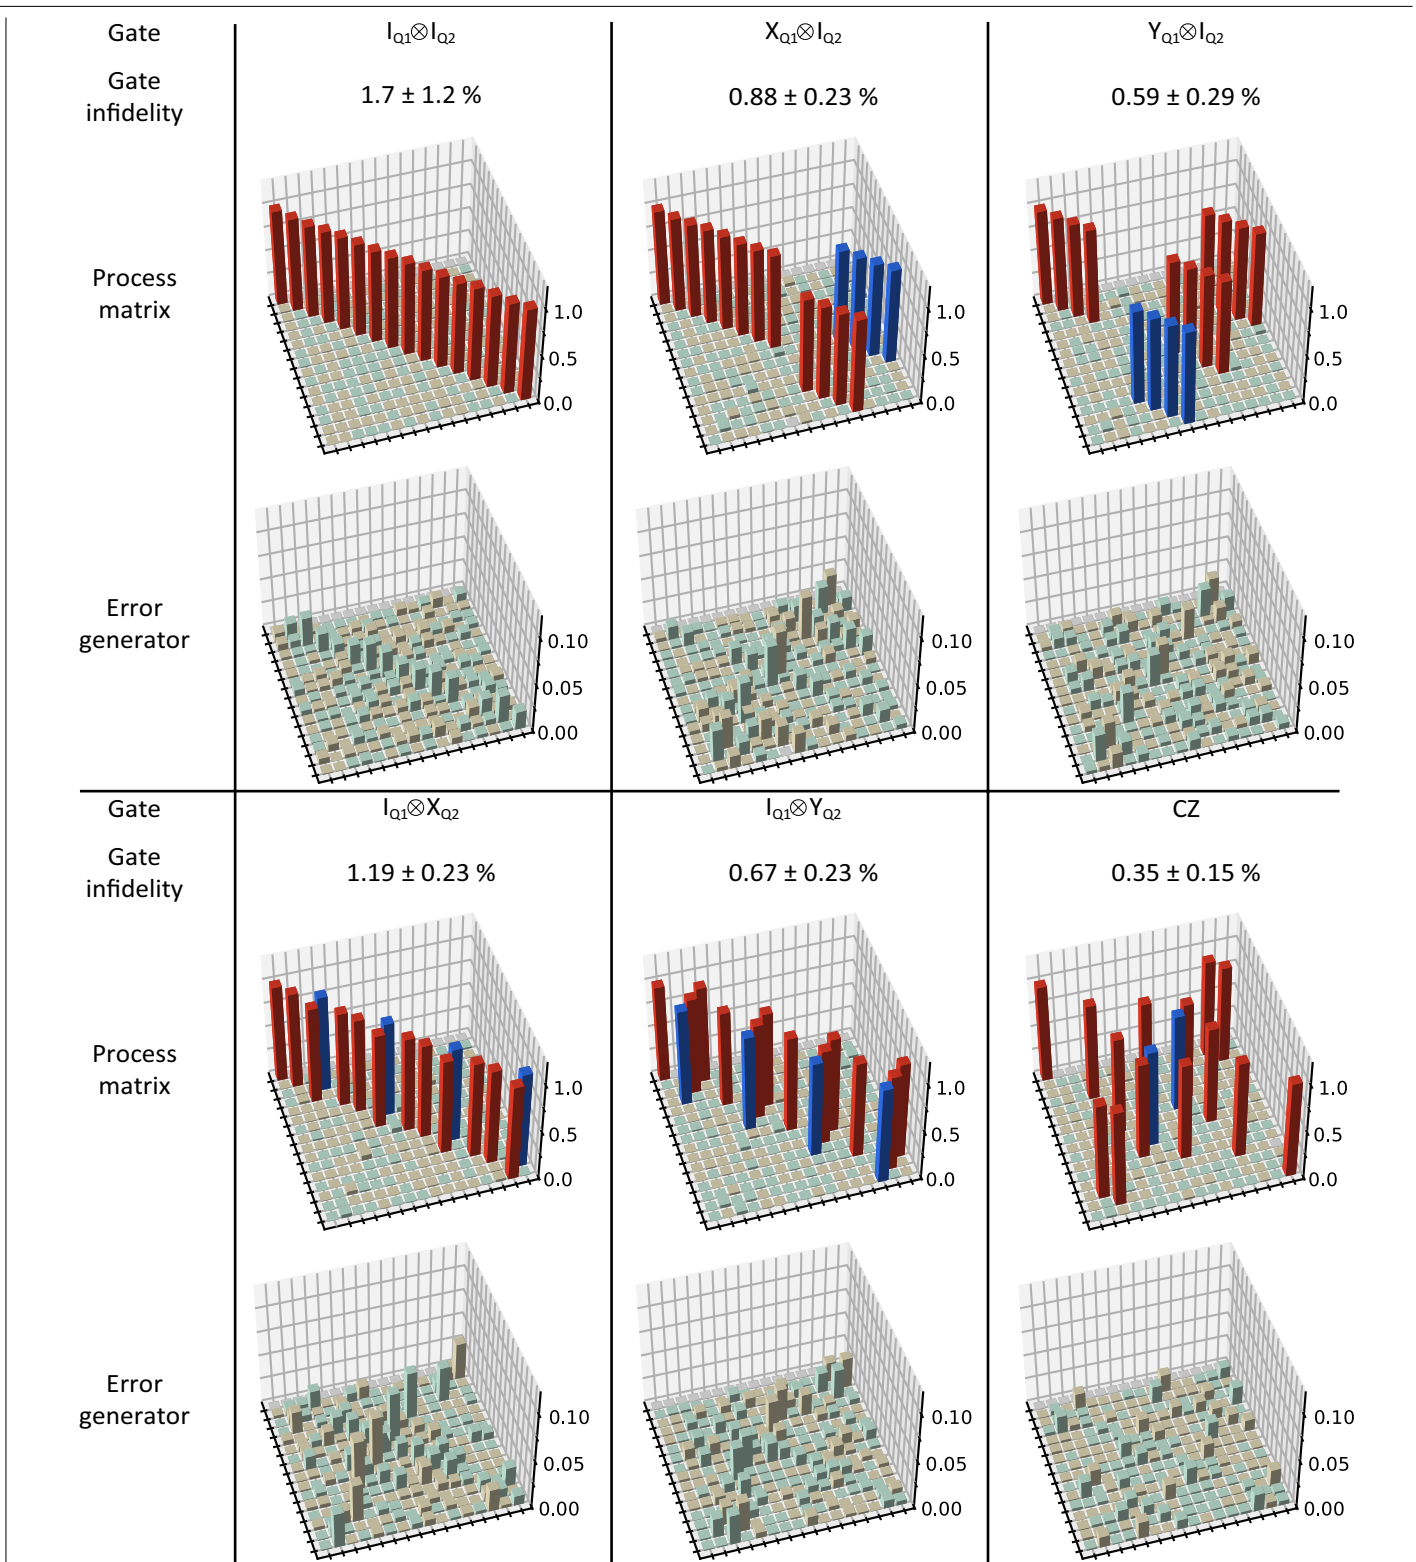 Gate
I_Q1⊗I_Q2
X_Q1⊗I_Q2
Y_Q1⊗I_Q2
Gate
infidelity
1.7 ± 1.2 %
0.88 ± 0.23 %
0.59 ± 0.29 %
Process
matrix
1.0
0.5
0.0
1.0
0.5
0.0
1.0
0.5
0.0
Error
generator
0.10
0.05
0.00
0.10
0.05
0.00
0.10
0.05
0.00
Gate
I_Q1⊗X_Q2
I_Q1⊗Y_Q2
CZ
Gate
infidelity
1.19 ± 0.23 %
0.67 ± 0.23 %
0.35 ± 0.15 %
Process
matrix
1.0
0.5
0.0
1.0
0.5
0.0
1.0
0.5
0.0
Error
generator
0.10
0.05
0.00
0.10
0.05
0.00
0.10
0.05
0.00